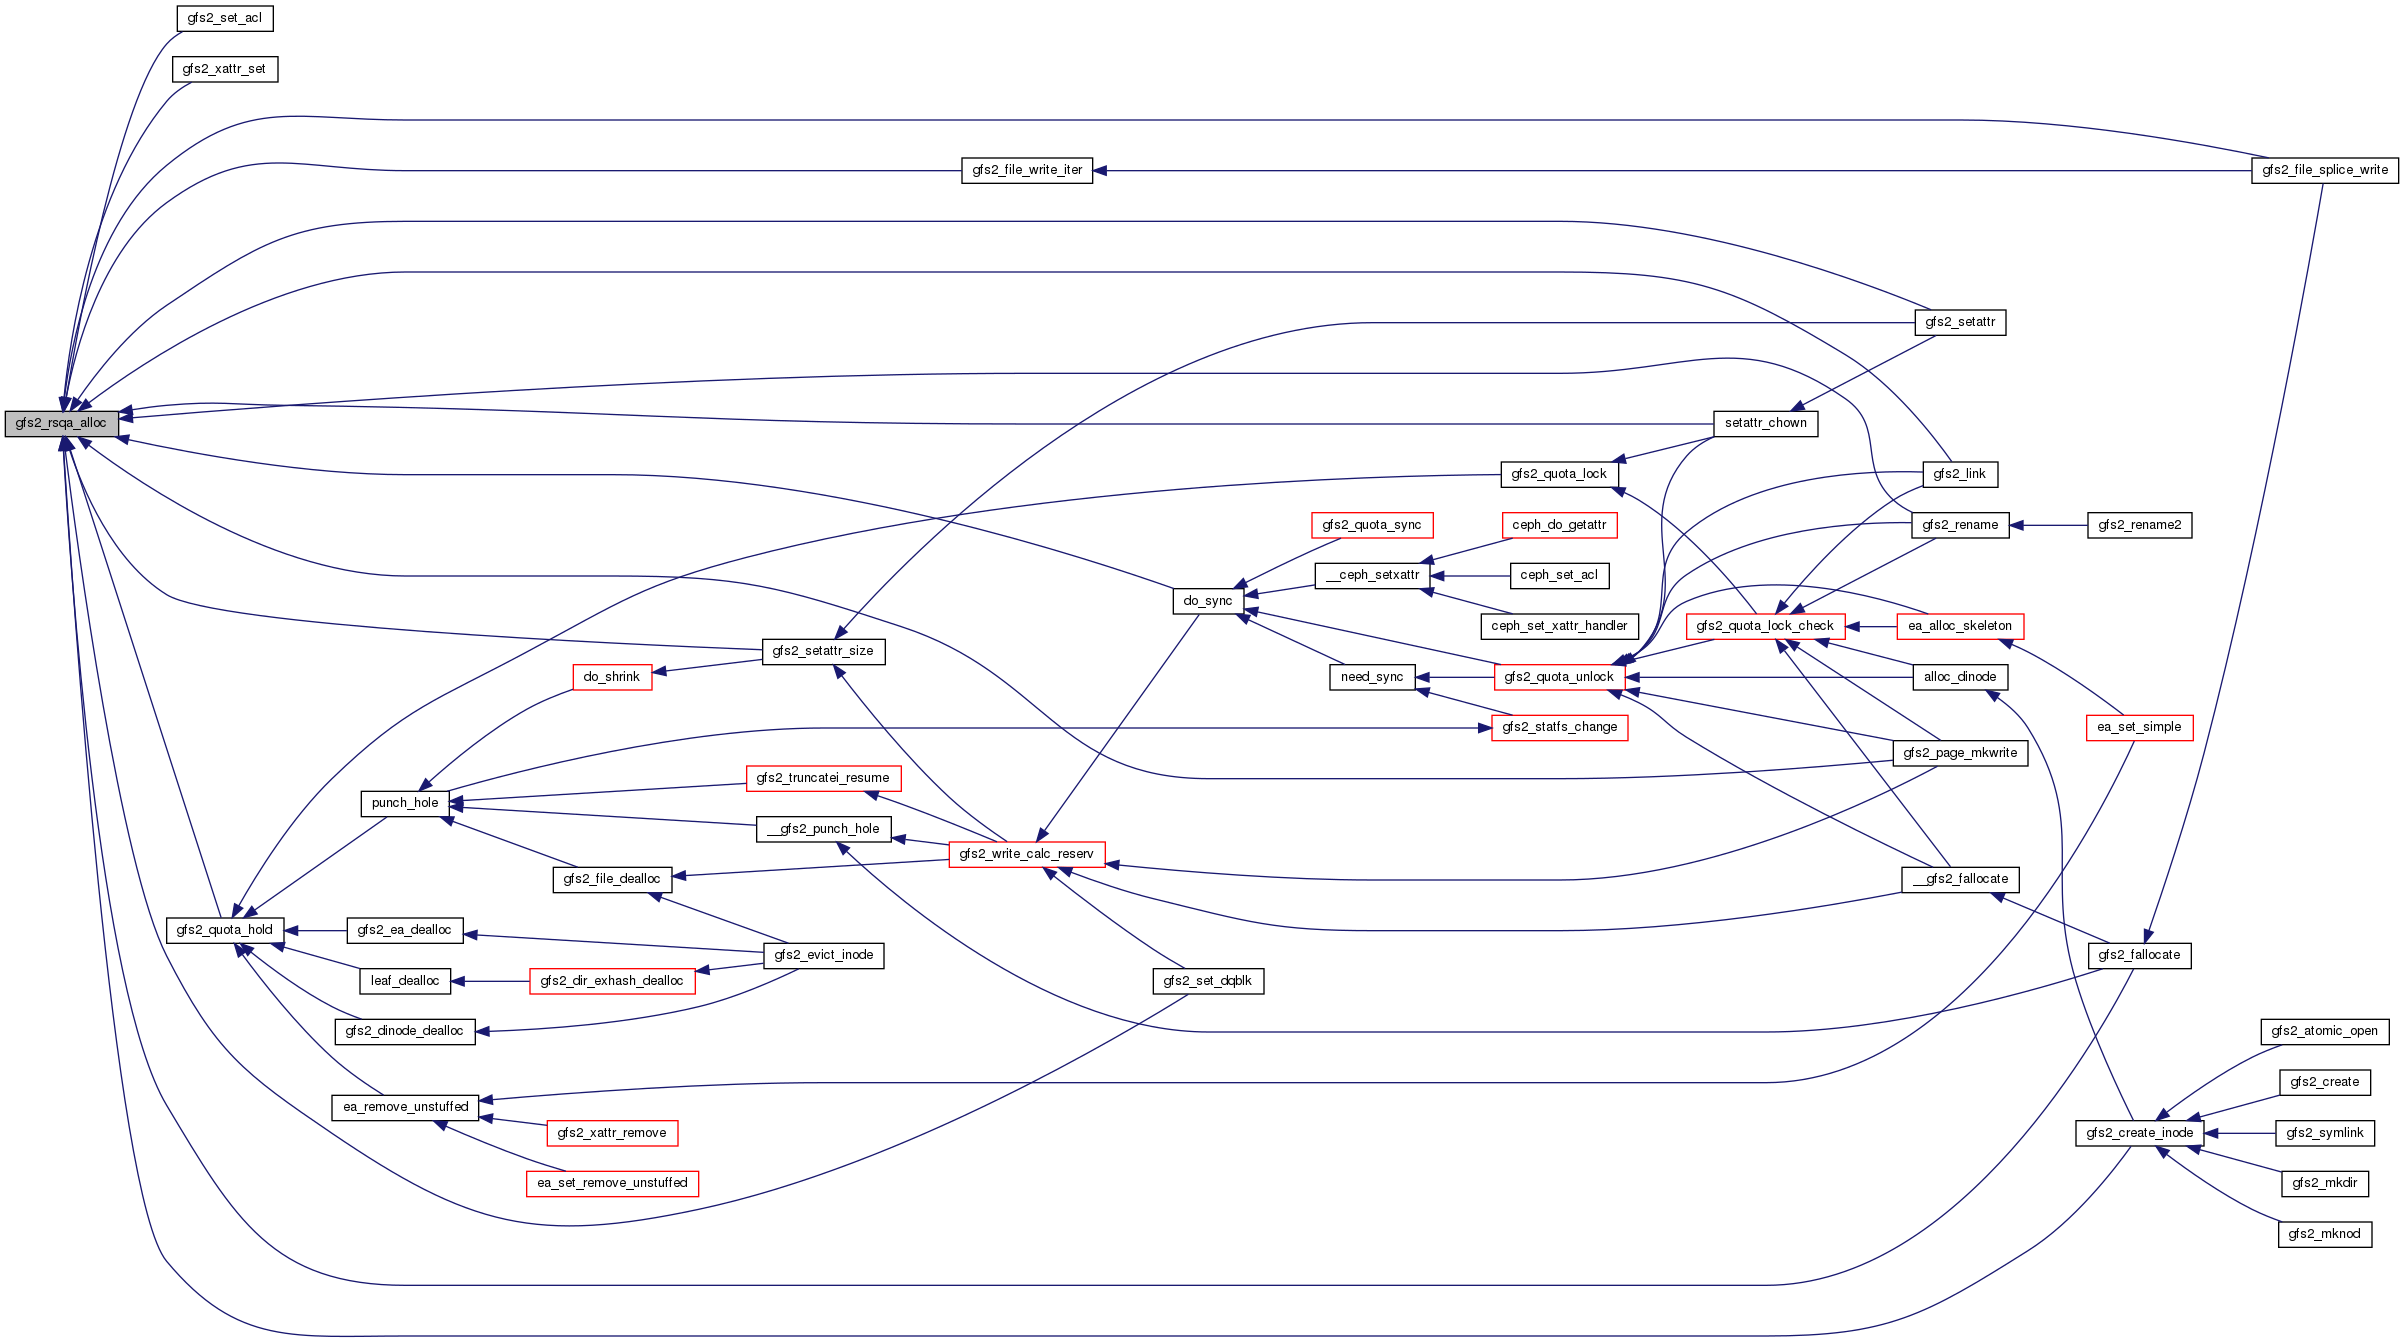 gfs2_set_acl
gfs2_xattr_set
gfs2_file_write_iter
gfs2_file_splice_write
gfs2_setattr
gfs2_rsqa_alloc
setattr_chown
gfs2_quota_lock
gfs2_link
gfs2_quota_sync
ceph_do_getattr
gfs2_rename
gfs2_rename2
__ceph_setxattr
ceph_set_acl
do_sync
ceph_set_xattr_handler
gfs2_quota_lock_check
ea_alloc_skeleton
gfs2_setattr_size
do_shrink
need_sync
gfs2_quota_unlock
alloc_dinode
gfs2_statfs_change
ea_set_simple
gfs2_page_mkwrite
gfs2_truncatei_resume
punch_hole
__gfs2_punch_hole
gfs2_write_calc_reserv
gfs2_file_dealloc
__gfs2_fallocate
gfs2_quota_hold
gfs2_ea_dealloc
gfs2_evict_inode
gfs2_fallocate
leaf_dealloc
gfs2_dir_exhash_dealloc
gfs2_set_dqblk
gfs2_dinode_dealloc
gfs2_atomic_open
gfs2_create
ea_remove_unstuffed
gfs2_xattr_remove
gfs2_create_inode
gfs2_symlink
ea_set_remove_unstuffed
gfs2_mkdir
gfs2_mknod